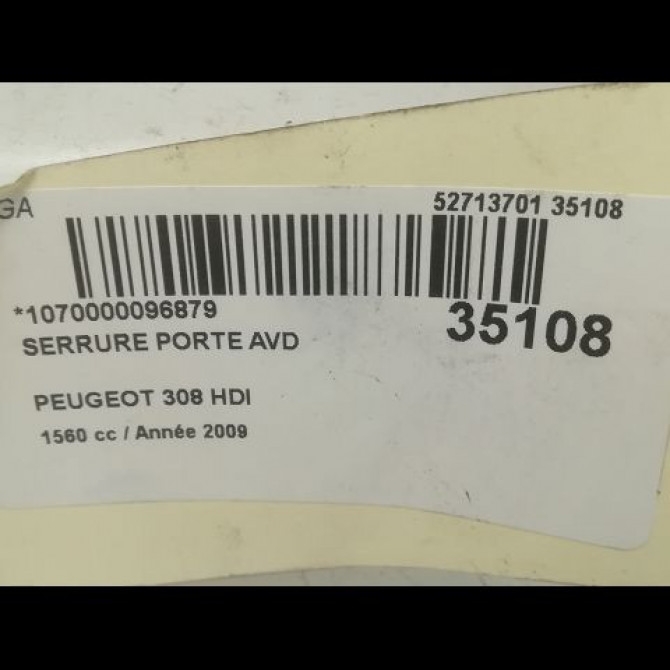 GA
52713701 35108
*1070000096879
35108
SERRURE PORTE AVD
PEUGEOT 308 HDI
1560 cc / Année 2009